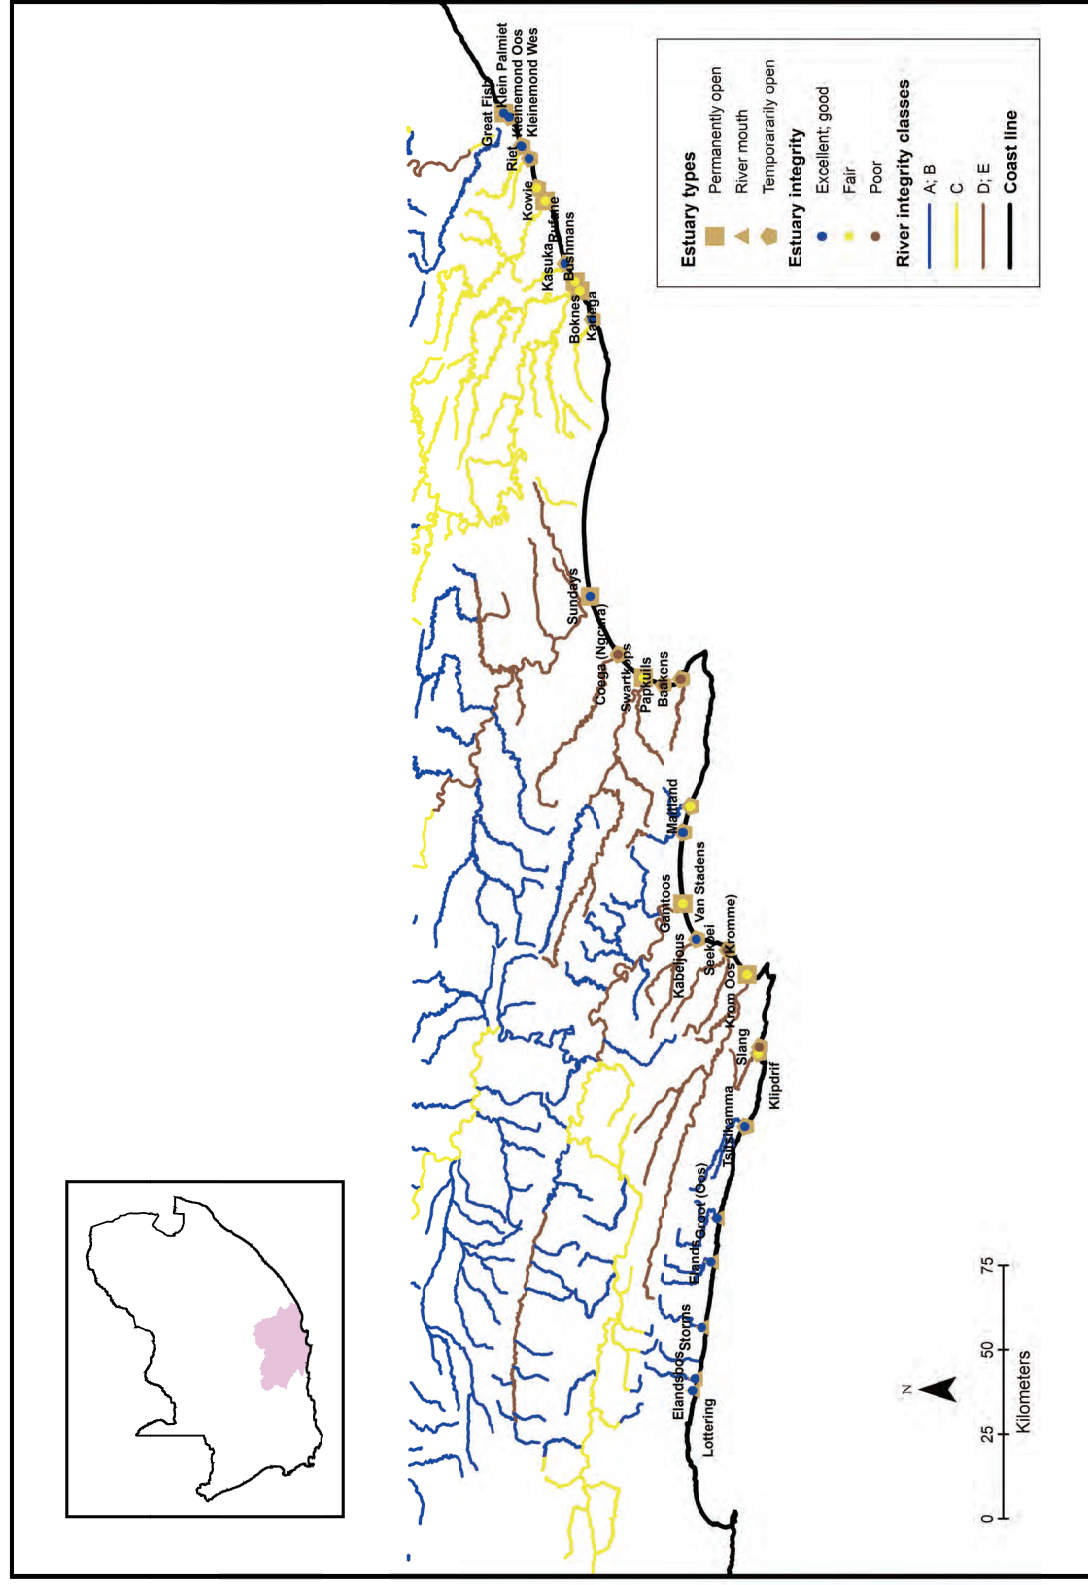 Great Fish
Klein Palmiet
Kleinemond Oos
Kleinemond Wes
Riet
Kowie
Rufane
Kasuka
Bushmans
Boknes
Kariega
Sundays
Coega (Ngcura)
Swartkops
Papkuils
Baakens
Maitland
Van Stadens
Gamtoos
Kabeljous
Seekoei
Krom Oos (Kromme)
Slang
Klipdrif
Tsitsikamma
Groot (Oos)
Elands
Storms
Elandsbos
Lottering
Estuary types
Permanently open
River mouth
Temporararily open
Estuary integrity
Excellent; good
Fair
Poor
River integrity classes
A; B
C
D; E
Coast line
N
0 25 50 75
Kilometers